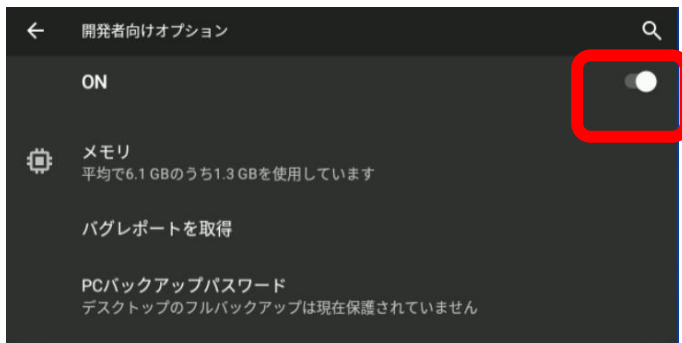 開発者向けオプション
ON
メモリ
平均で6.1 GBのうち1.3 GBを使用しています
バグレポートを取得
PCバックアップパスワード
デスクトップのフルバックアップは現在保護されていません